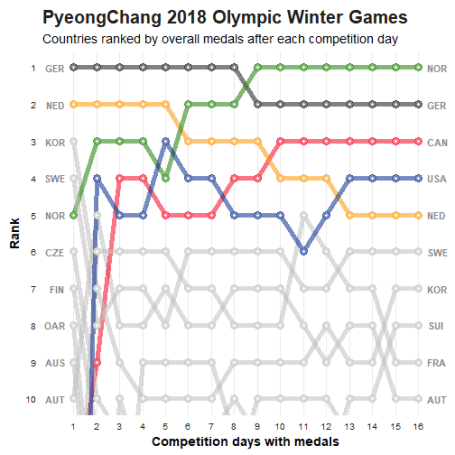 PyeongChang 2018 Olympic Winter Games
Countries ranked by overall medals after each competition day
1 GER NOR
2 NED GER
3 KOR CAN
4 SWE USA
5 NOR NED
6 CZE SWE
7 FIN KOR
8 OAR SUI
9 AUS FRA
10 AUT AUT
Rank
1 2 3 4 5 6 7 8 9 10 11 12 13 14 15 16
Competition days with medals